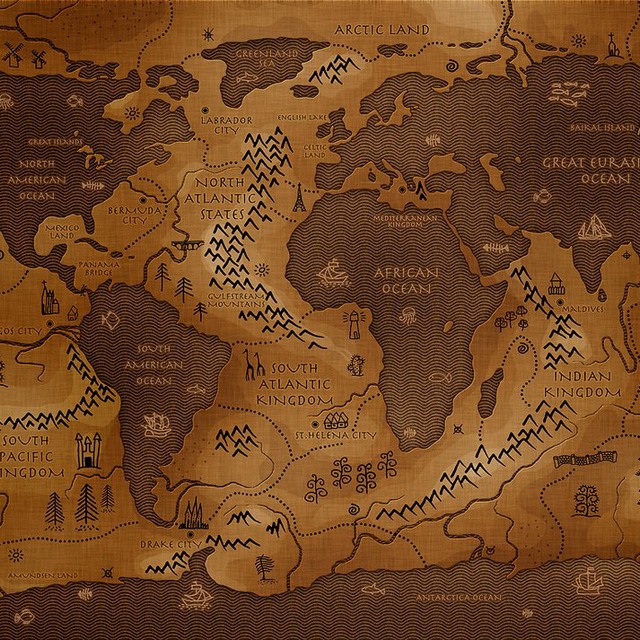 ARCTIC LAND
GREENLAND
SEA
LABRADOR
CITY
ENGLISH LAKE
BAIKAL ISLAND
GREAT ISLANDS
CELTIC
LAND
NORTH
AMERICAN
OCEAN
GREAT EURASI
OCEAN
NORTH
ATLANTIC
STATES
BERMUDA
CITY
MEDITERRANEAN
KINGDOM
MEXICO
LAND
PANAMA
BRIDGE
AFRICAN
OCEAN
GULFSTREAM
MOUNTAINS
MALDIVES
GOS CITY
SOUTH
AMERICAN
OCEAN
SOUTH
ATLANTIC
KINGDOM
INDIAN
KINGDOM
ST.HELENA CITY
SOUTH
PACIFIC
INGDOM
DRAKE CITY
AMUNDSEN LAND
ANTARCTICA OCEAN